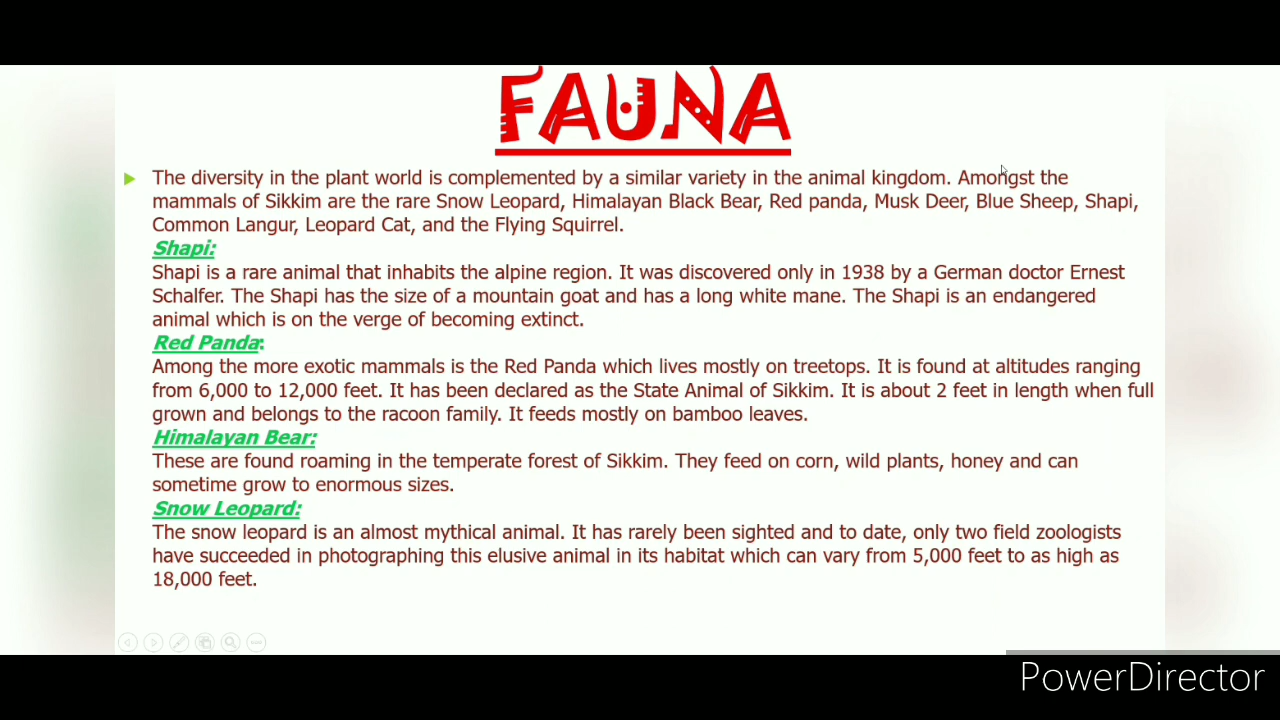 FAUNA
The diversity in the plant world is complemented by a similar variety in the animal kingdom. Amongst the
mammals of Sikkim are the rare Snow Leopard, Himalayan Black Bear, Red panda, Musk Deer, Blue Sheep, Shapi,
Common Langur, Leopard Cat, and the Flying Squirrel.
Shapi:
Shapi is a rare animal that inhabits the alpine region. It was discovered only in 1938 by a German doctor Ernest
Schalfer. The Shapi has the size of a mountain goat and has a long white mane. The Shapi is an endangered
animal which is on the verge of becoming extinct.
Red Panda:
Among the more exotic mammals is the Red Panda which lives mostly on treetops. It is found at altitudes ranging
from 6,000 to 12,000 feet. It has been declared as the State Animal of Sikkim. It is about 2 feet in length when full
grown and belongs to the racoon family. It feeds mostly on bamboo leaves.
Himalayan Bear:
These are found roaming in the temperate forest of Sikkim. They feed on corn, wild plants, honey and can
sometime grow to enormous sizes.
Snow Leopard:
The snow leopard is an almost mythical animal. It has rarely been sighted and to date, only two field zoologists
have succeeded in photographing this elusive animal in its habitat which can vary from 5,000 feet to as high as
18,000 feet.
PowerDirector